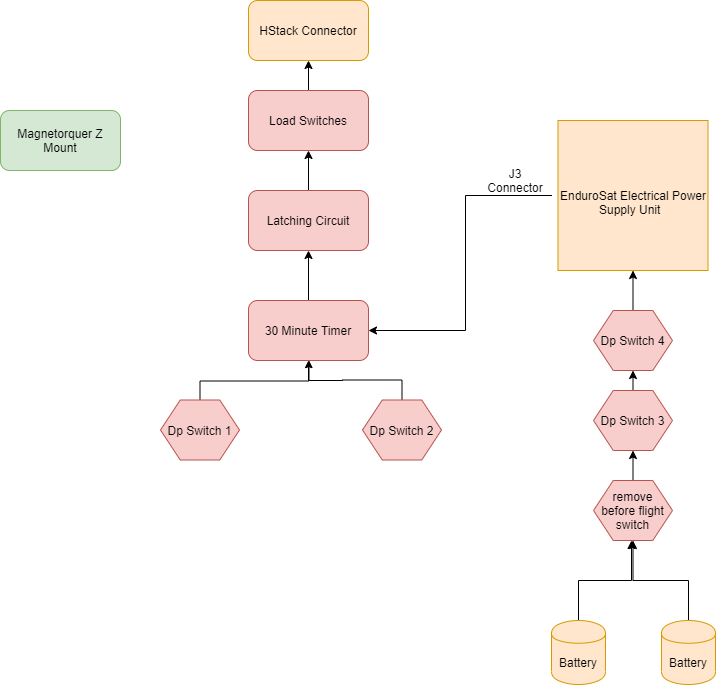 HStack Connector
Load Switches
Magnetorquer Z
Mount
J3
Connector
EnduroSat Electrical Power
Supply Unit
Latching Circuit
30 Minute Timer
Dp Switch 4
Dp Switch 1
Dp Switch 2
Dp Switch 3
remove
before flight
switch
Battery
Battery